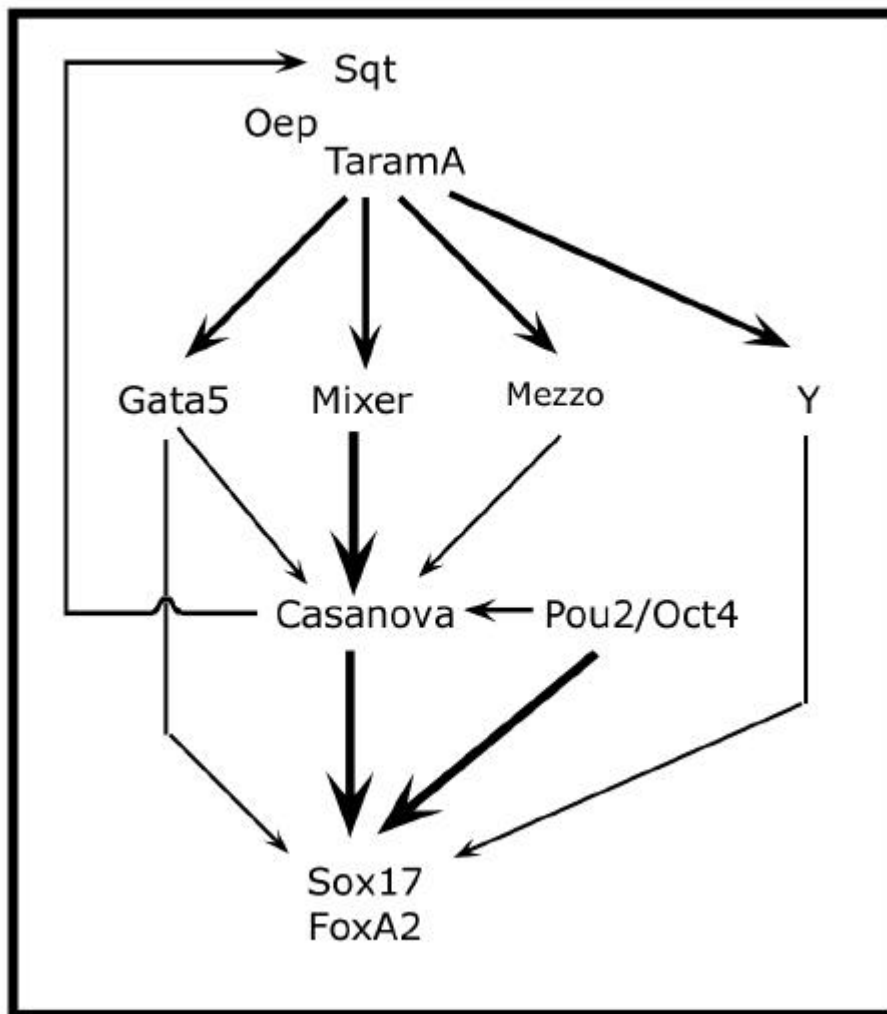 Sqt
Oep
TaramA
Gata5 Mixer Mezzo Y
Casanova Pou2/Oct4
Sox17
FoxA2